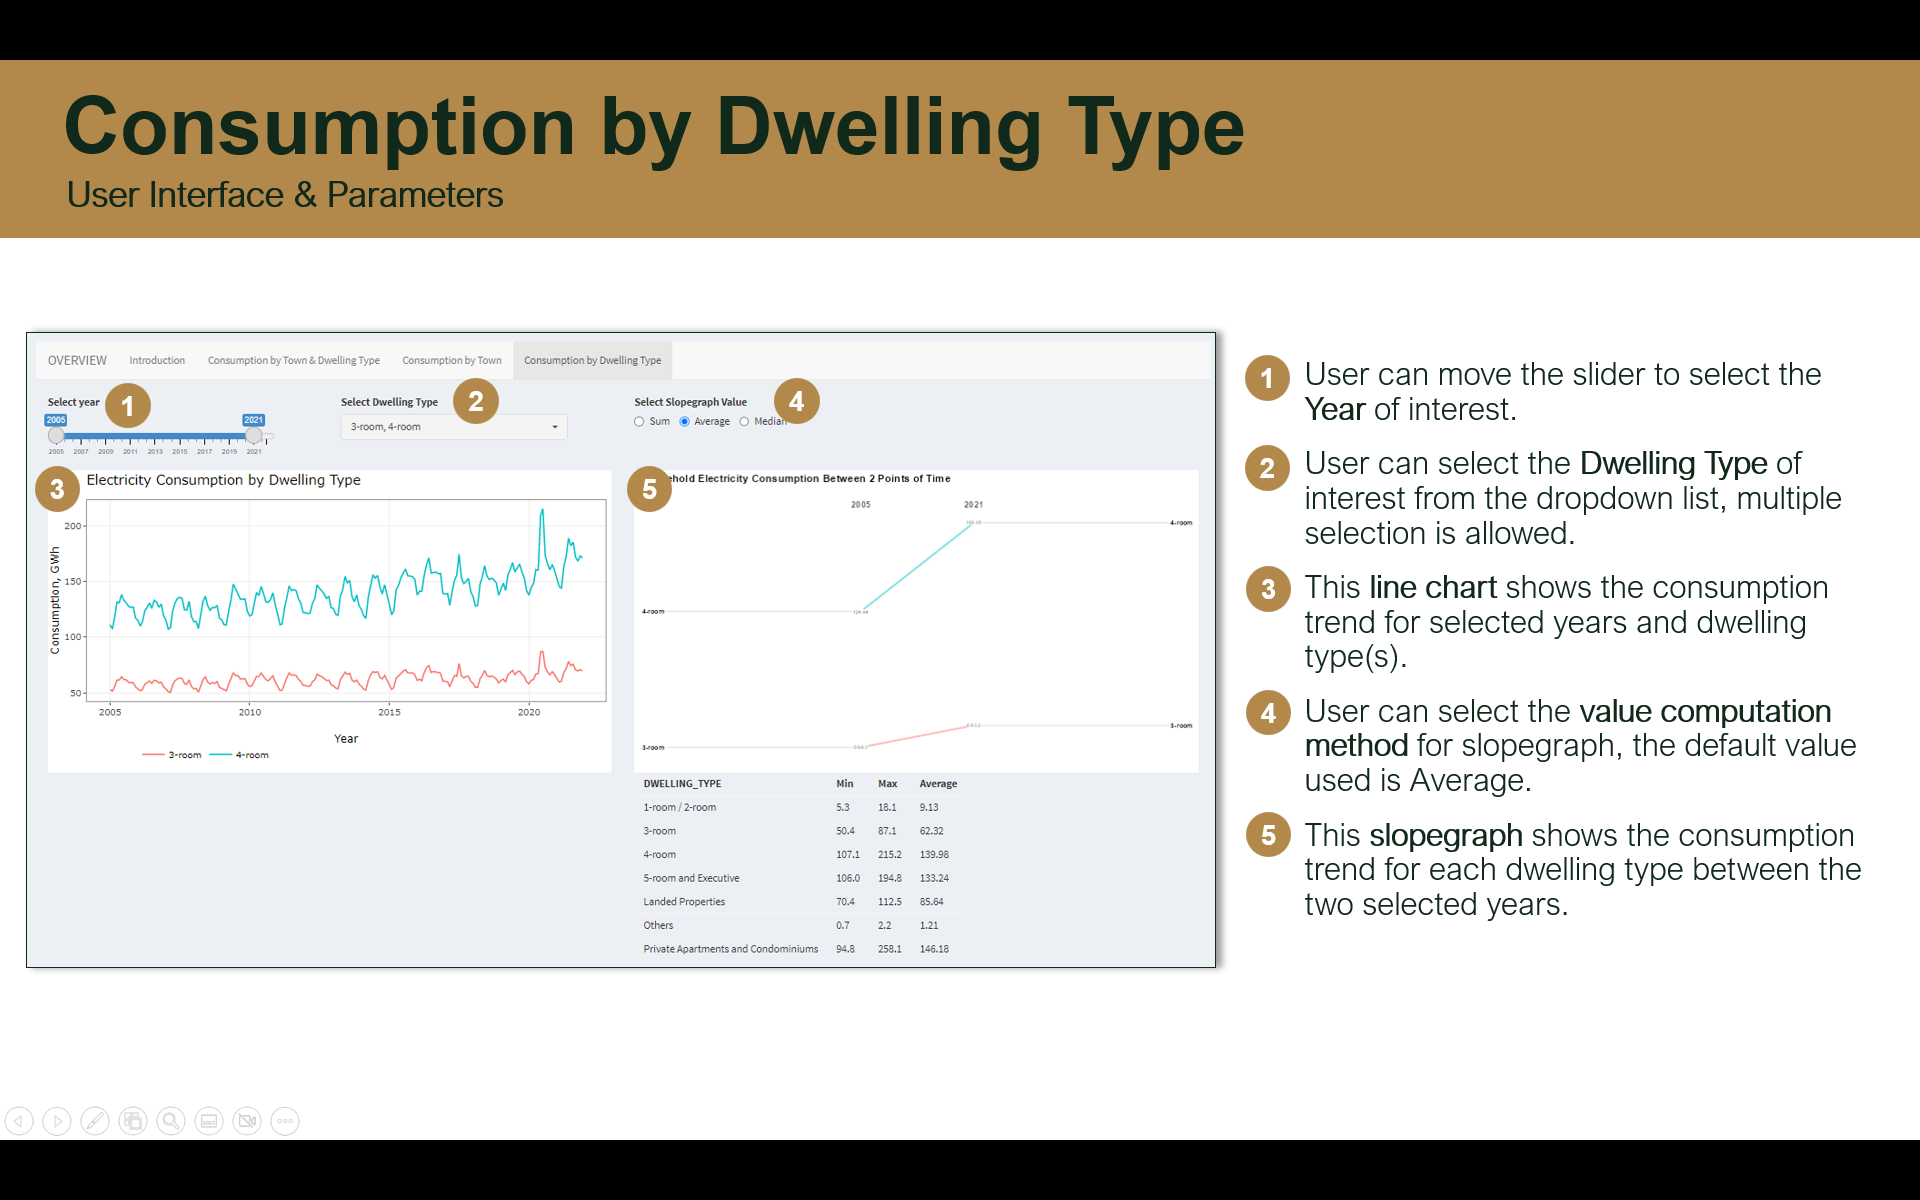 Consumption by Dwelling Type
User Interface & Parameters
OVERVIEW Introduction Consumption by Town & Dwelling Type Consumption by Town Consumption by Dwelling Type
Select year 1
2005 2021
2005 2007 2009 2011 2013 2015 2017 2019 2021
Select Dwelling Type 2
3-room, 4-room
Select Slopegraph Value 4
Sum Average Median
3 Electricity Consumption by Dwelling Type
Consumption, GWh
200
150
100
50
2005 2010 2015 2020
Year
3-room 4-room
5 hold Electricity Consumption Between 2 Points of Time
2005 2021
4-room
4-room
3-room
3-room
DWELLING_TYPE Min Max Average
1-room / 2-room 5.3 18.1 9.13
3-room 50.4 87.1 62.32
4-room 107.1 215.2 139.98
5-room and Executive 106.0 194.8 133.24
Landed Properties 70.4 112.5 85.64
Others 0.7 2.2 1.21
Private Apartments and Condominiums 94.8 258.1 146.18
1 User can move the slider to select the
Year of interest.
2 User can select the Dwelling Type of
interest from the dropdown list, multiple
selection is allowed.
3 This line chart shows the consumption
trend for selected years and dwelling
type(s).
4 User can select the value computation
method for slopegraph, the default value
used is Average.
5 This slopegraph shows the consumption
trend for each dwelling type between the
two selected years.